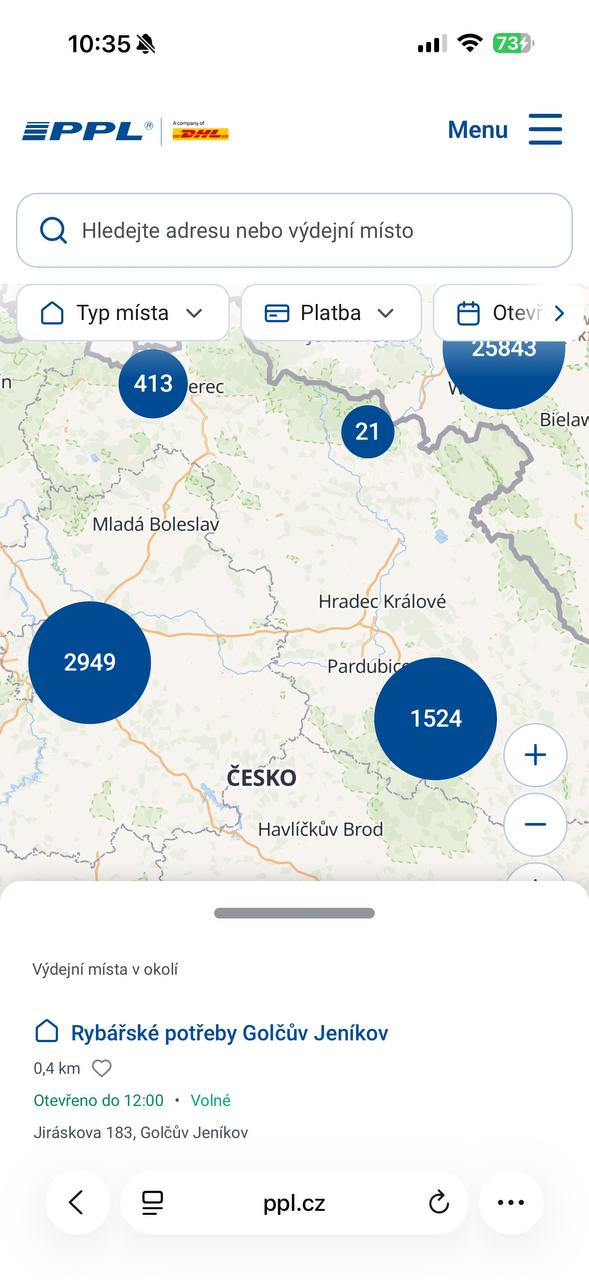 10:35
73
PPL®
A company of
DHL
Menu
Hledejte adresu nebo výdejní místo
Typ místa
Platba
Otevř
25843
413
erec
21
Bielaw
Mladá Boleslav
Hradec Králové
2949
Pardubic
1524
ČESKO
Havlíčkův Brod
Výdejní místa v okolí
Rybářské potřeby Golčův Jeníkov
0,4 km
Otevřeno do 12:00 • Volné
Jiráskova 183, Golčův Jeníkov
ppl.cz